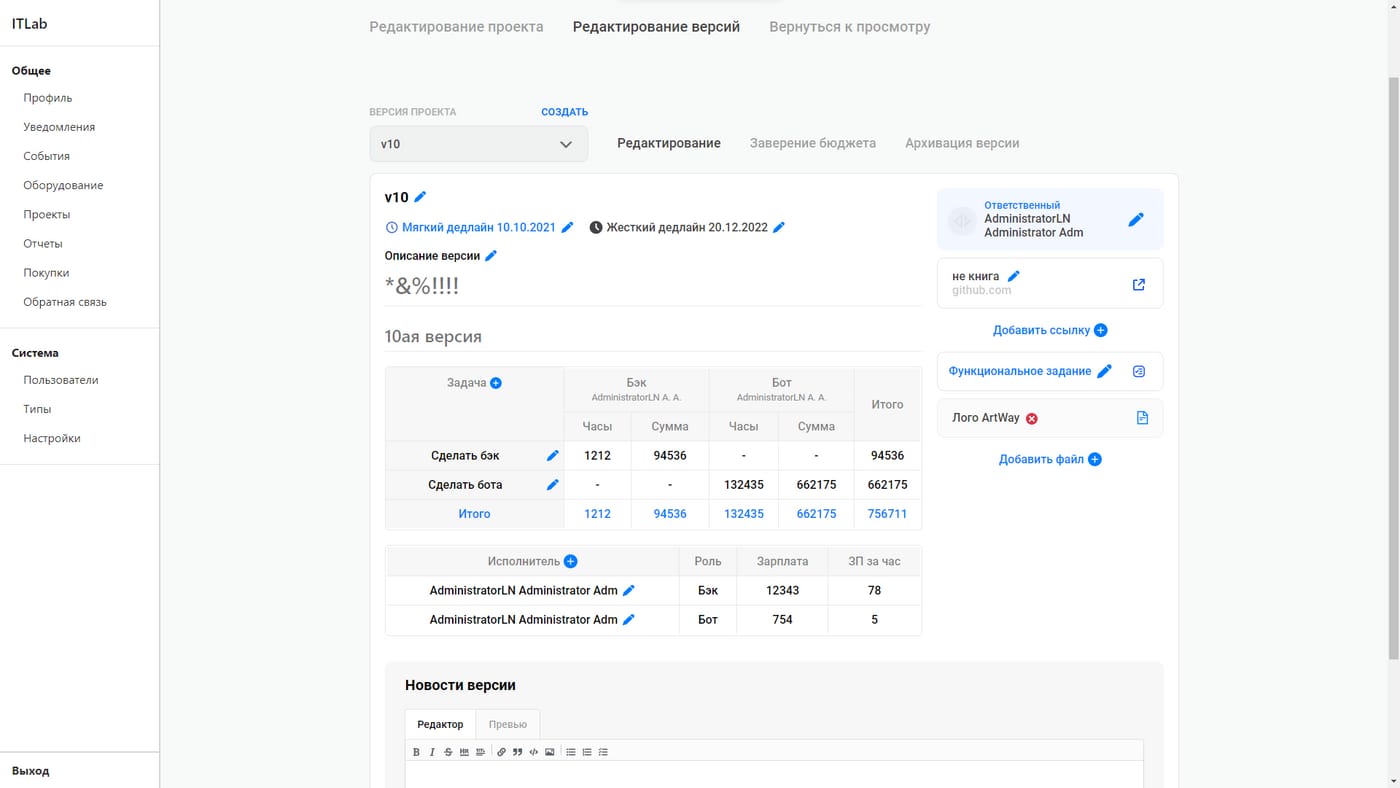 ITLab
Общее
Профиль
Уведомления
События
Оборудование
Проекты
Отчеты
Покупки
Обратная связь
Система
Пользователи
Типы
Настройки
Выход
Редактирование проекта Редактирование версий Вернуться к просмотру
ВЕРСИЯ ПРОЕКТА СОЗДАТЬ
v10 Редактирование Заверение бюджета Архивация версии
v10
Мягкий дедлайн 10.10.2021 Жесткий дедлайн 20.12.2022
Описание версии
*&%!!!!
10ая версия
Задача Бэк Бот Итого
AdministratorLN A. A. AdministratorLN A. A.
Часы Сумма Часы Сумма
Сделать бэк 1212 94536 - - 94536
Сделать бота - - 132435 662175 662175
Итого 1212 94536 132435 662175 756711
Исполнитель Роль Зарплата ЗП за час
AdministratorLN Administrator Adm Бэк 12343 78
AdministratorLN Administrator Adm Бот 754 5
Ответственный
AdministratorLN
Administrator Adm
не книга
github.com
Добавить ссылку
Функциональное задание
Лого ArtWay
Добавить файл
Новости версии
Редактор Превью